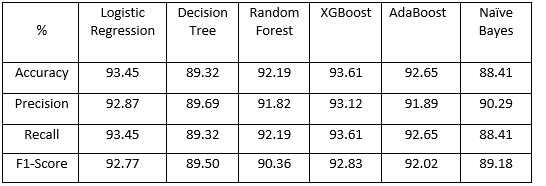 % Logistic Regression Decision Tree Random Forest XGBoost AdaBoost Naïve Bayes
Accuracy 93.45 89.32 92.19 93.61 92.65 88.41
Precision 92.87 89.69 91.82 93.12 91.89 90.29
Recall 93.45 89.32 92.19 93.61 92.65 88.41
F1-Score 92.77 89.50 90.36 92.83 92.02 89.18